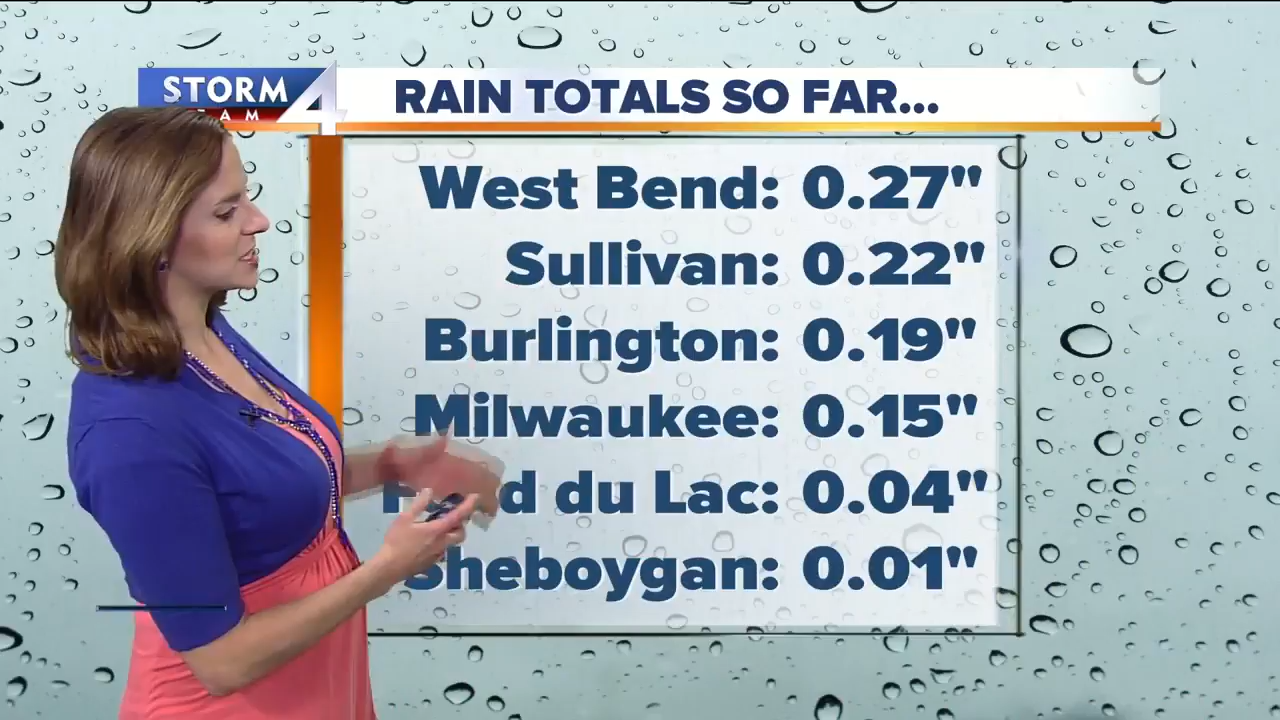 STORM 4
RAIN TOTALS SO FAR...
West Bend: 0.27"
Sullivan: 0.22"
Burlington: 0.19"
Milwaukee: 0.15"
du Lac: 0.04"
Sheboygan: 0.01"